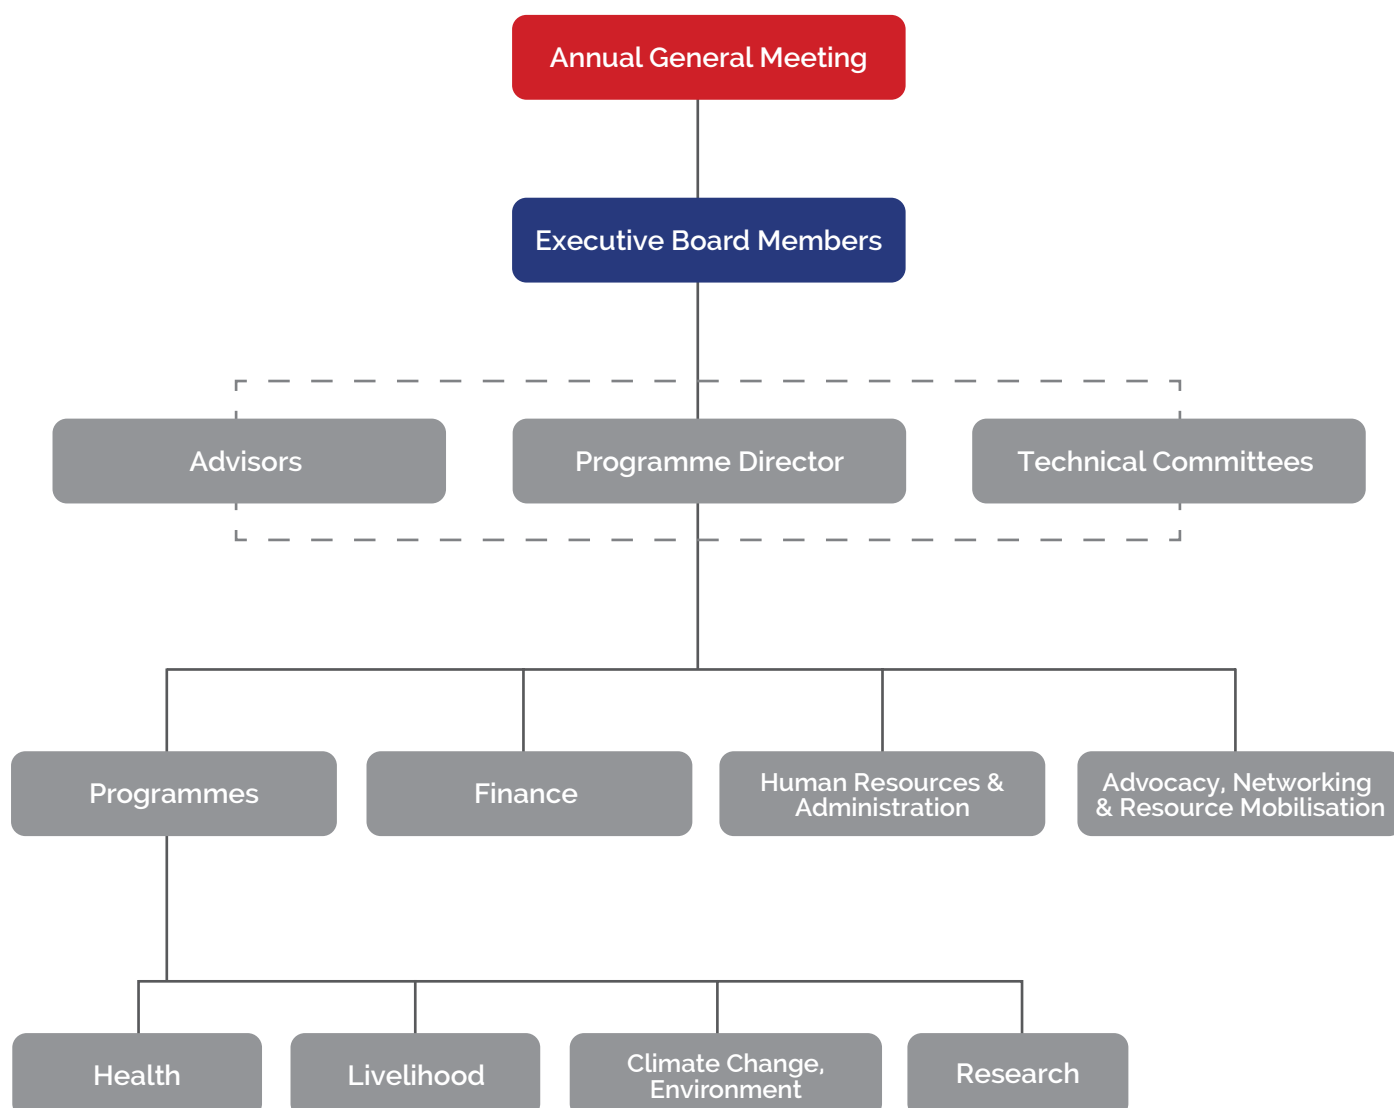 Annual General Meeting
Executive Board Members
Advisors
Programme Director
Technical Committees
Programmes
Finance
Human Resources &
Administration
Advocacy, Networking
& Resource Mobilisation
Health
Livelihood
Climate Change,
Environment
Research